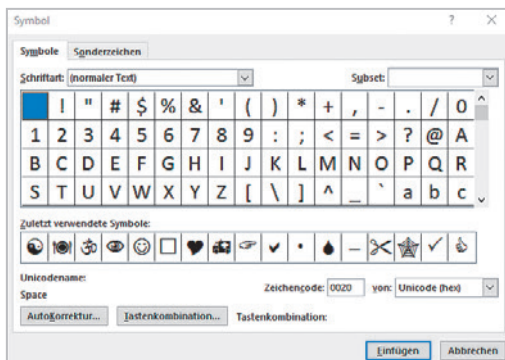 Symbol ? ×
Symbole Sonderzeichen
Schriftart: (normaler Text) Subset:
! " # $ % & ' ( ) * + , - . / 0
1 2 3 4 5 6 7 8 9 : ; < = > ? @ A
B C D E F G H I J K L M N O P Q R
S T U V W X Y Z [ \ ] ^ _ ` a b c
Zuletzt verwendete Symbole:
☯ 🍽 ॐ 👁 ☺ □ ♥ 🚑 ☞ ✔ • 💧 – ✂ ✓ 👍
Unicodename:
Space
Zeichencode: 0020 von: Unicode (hex)
AutoKorrektur... Tastenkombination... Tastenkombination:
Einfügen Abbrechen